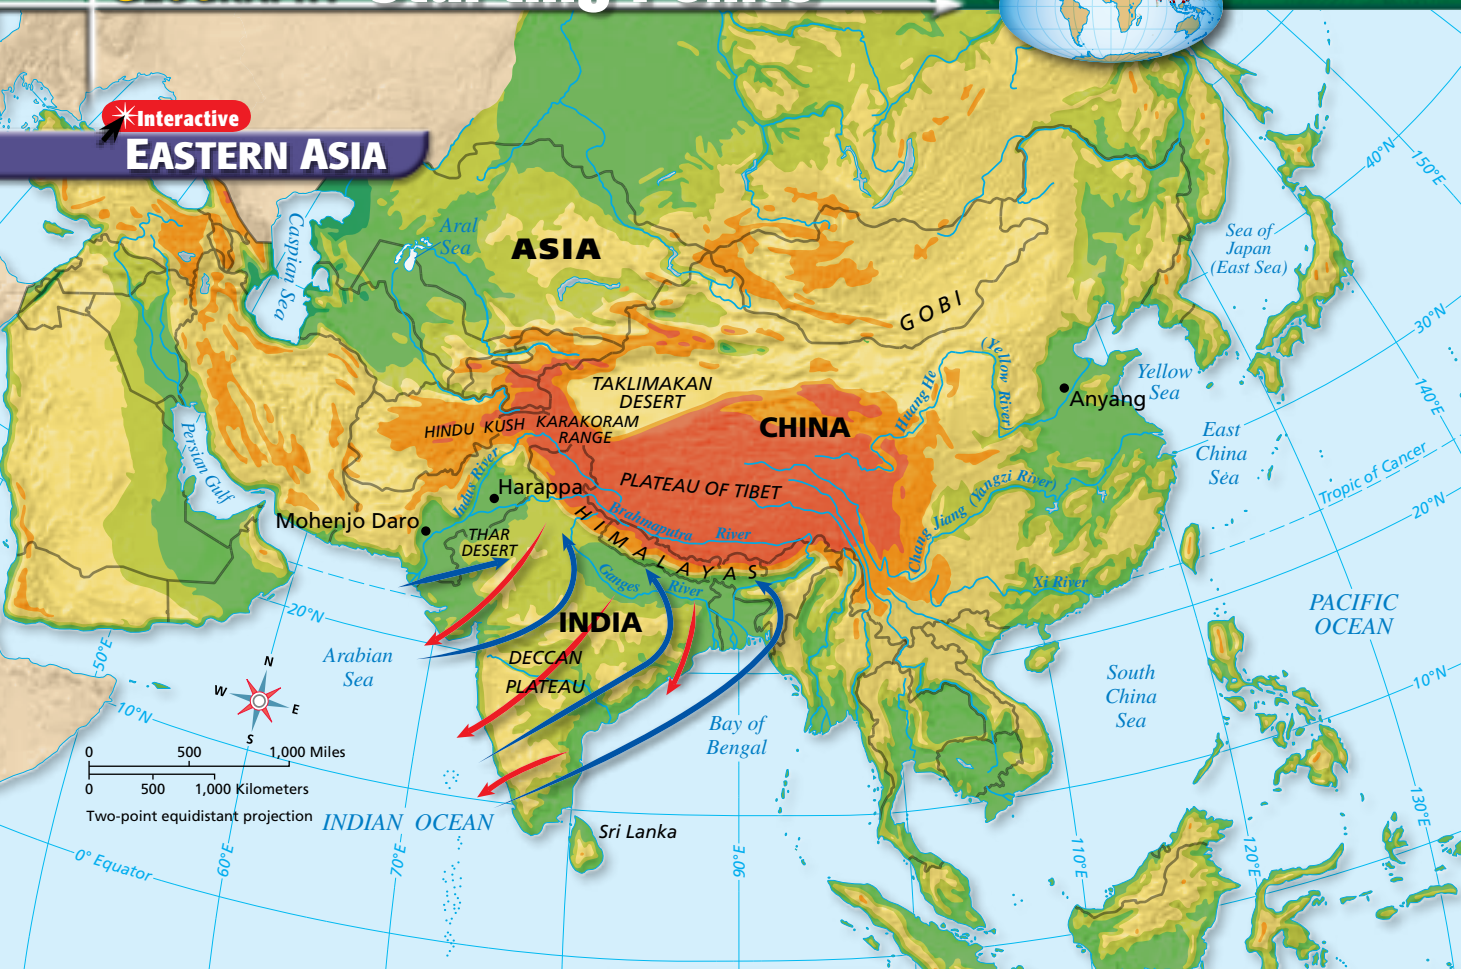 Starting Points
Interactive
EASTERN ASIA
40°N
150°E
Caspian Sea
Aral
Sea
ASIA
Sea of
Japan
(East Sea)
GOBI
30°N
TAKLIMAKAN
DESERT
Huang He
(Yellow River)
Yellow
Sea
Anyang
140°E
HINDU KUSH
KARAKORAM
RANGE
CHINA
East
China
Sea
Tropic of Cancer
Persian Gulf
Indus River
Harappa
PLATEAU OF TIBET
Chang Jiang (Yangzi River)
20°N
Mohenjo Daro
THAR
DESERT
HIMALAYAS
Brahmaputra River
Ganges River
Xi River
20°N
INDIA
PACIFIC
OCEAN
50°E
Arabian
Sea
DECCAN
PLATEAU
South
China
Sea
10°N
N
W
E
S
10°N
Bay of
Bengal
0 500 1,000 Miles
0 500 1,000 Kilometers
Two-point equidistant projection
INDIAN OCEAN
Sri Lanka
130°E
0° Equator
60°E
70°E
90°E
110°E
120°E